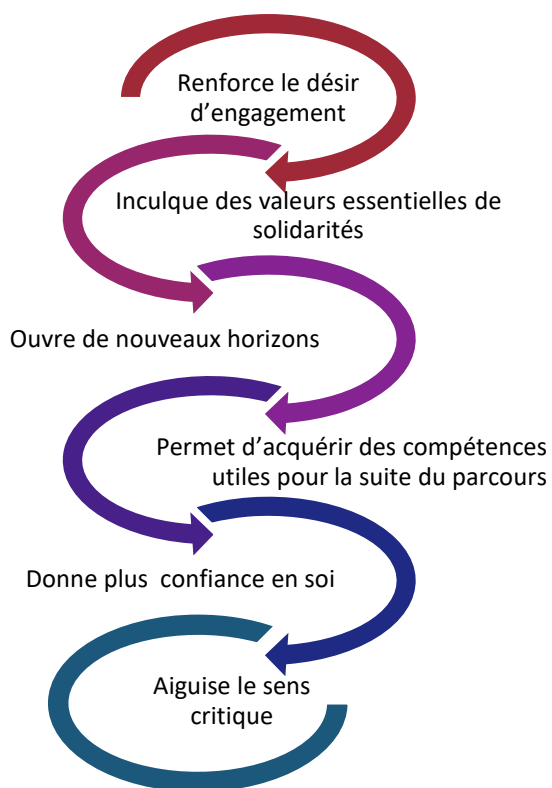 Renforce le désir
d’engagement
Inculque des valeurs essentielles de
solidarités
Ouvre de nouveaux horizons
Permet d’acquérir des compétences
utiles pour la suite du parcours
Donne plus  confiance en soi
Aiguise le sens
critique